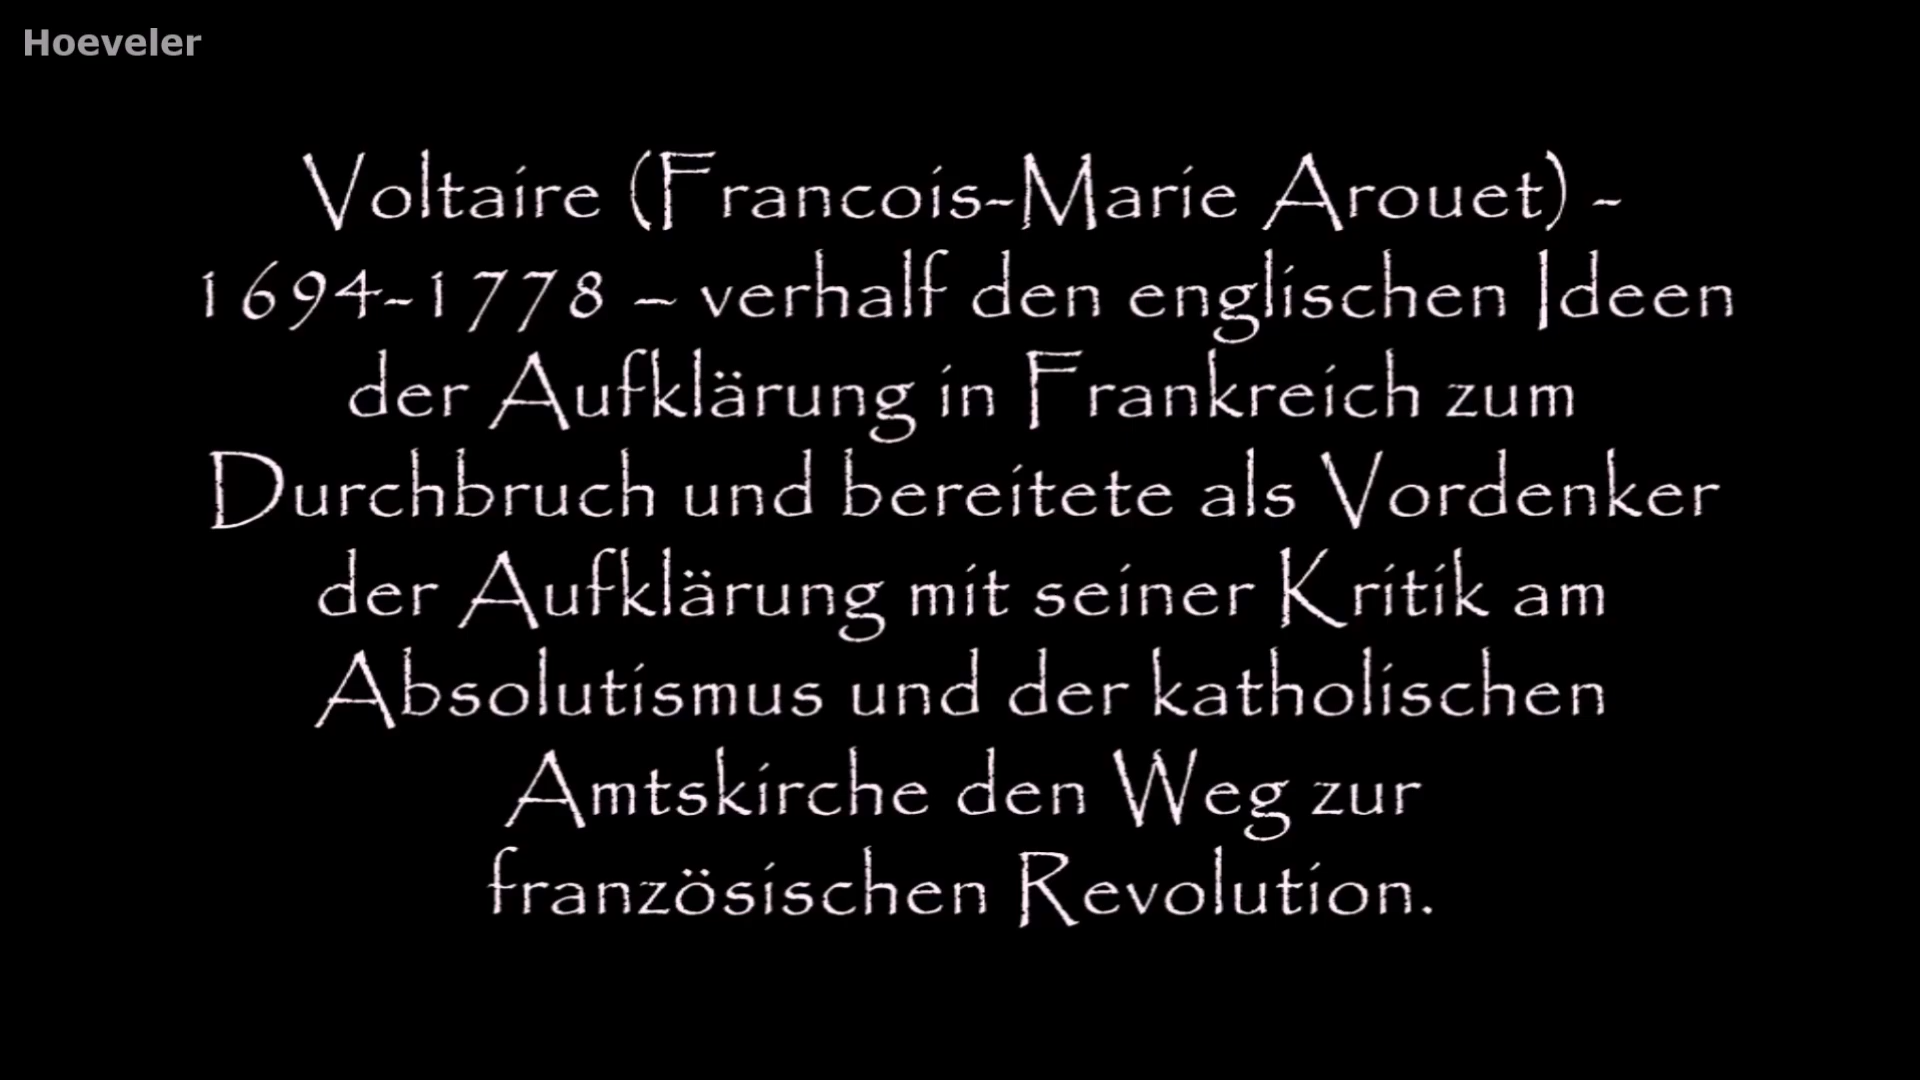 Hoeveler
Voltaire (Francois-Marie Arouet) -
1694-1778 – verhalf den englischen Ideen
der Aufklärung in Frankreich zum
Durchbruch und bereitete als Vordenker
der Aufklärung mit seiner Kritik am
Absolutismus und der katholischen
Amtskirche den Weg zur
französischen Revolution.